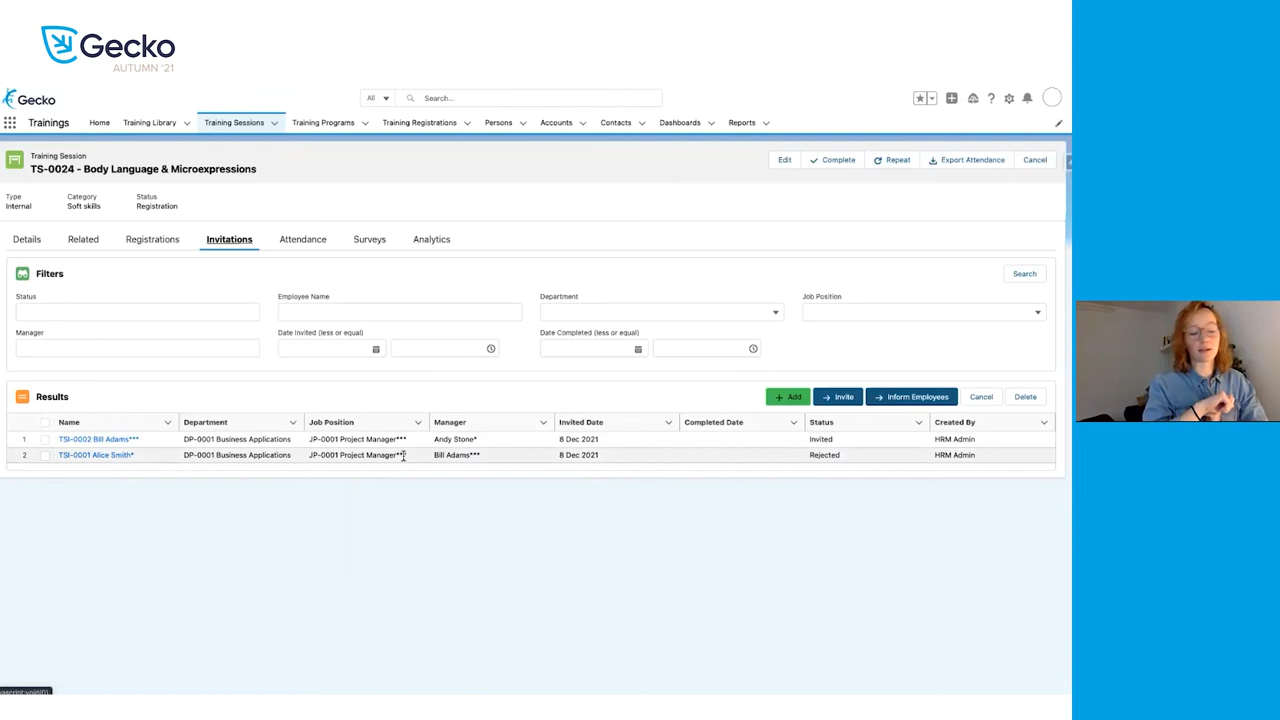 Gecko
AUTUMN '21
Gecko
All
Search...
Trainings
Home
Training Library
Training Sessions
Training Programs
Training Registrations
Persons
Accounts
Contacts
Dashboards
Reports
Training Session
TS-0024 - Body Language & Microexpressions
Edit
Complete
Repeat
Export Attendance
Cancel
Type
Category
Status
Internal
Soft skills
Registration
Details
Related
Registrations
Invitations
Attendance
Surveys
Analytics
Filters
Search
Status
Employee Name
Department
Job Position
Manager
Date Invited (less or equal)
Date Completed (less or equal)
Results
Add
Invite
Inform Employees
Cancel
Delete
Name
Department
Job Position
Manager
Invited Date
Completed Date
Status
Created By
1 TSI-0002 Bill Adams*** DP-0001 Business Applications JP-0001 Project Manager*** Andy Stone* 8 Dec 2021 Invited HRM Admin
2 TSI-0001 Alice Smith* DP-0001 Business Applications JP-0001 Project Manager*** Bill Adams*** 8 Dec 2021 Rejected HRM Admin